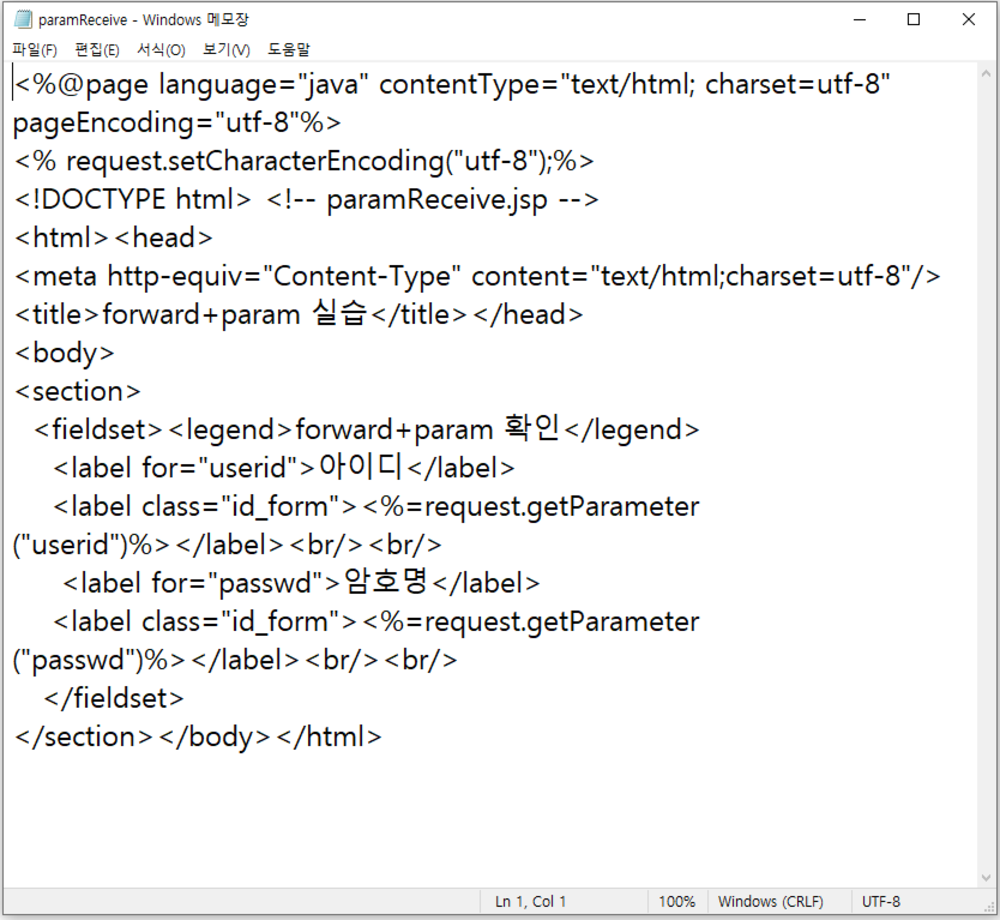 paramReceive - Windows 메모장
파일(F) 편집(E) 서식(O) 보기(V) 도움말
<%@page language="java" contentType="text/html; charset=utf-8"
pageEncoding="utf-8"%>
<% request.setCharacterEncoding("utf-8");%>
<!DOCTYPE html> <!-- paramReceive.jsp -->
<html><head>
<meta http-equiv="Content-Type" content="text/html;charset=utf-8"/>
<title>forward+param 실습</title></head>
<body>
<section>
  <fieldset><legend>forward+param 확인</legend>
    <label for="userid">아이디</label>
    <label class="id_form"><%=request.getParameter
("userid")%></label><br/><br/>
     <label for="passwd">암호명</label>
    <label class="id_form"><%=request.getParameter
("passwd")%></label><br/><br/>
   </fieldset>
</section></body></html>
Ln 1, Col 1 100% Windows (CRLF) UTF-8